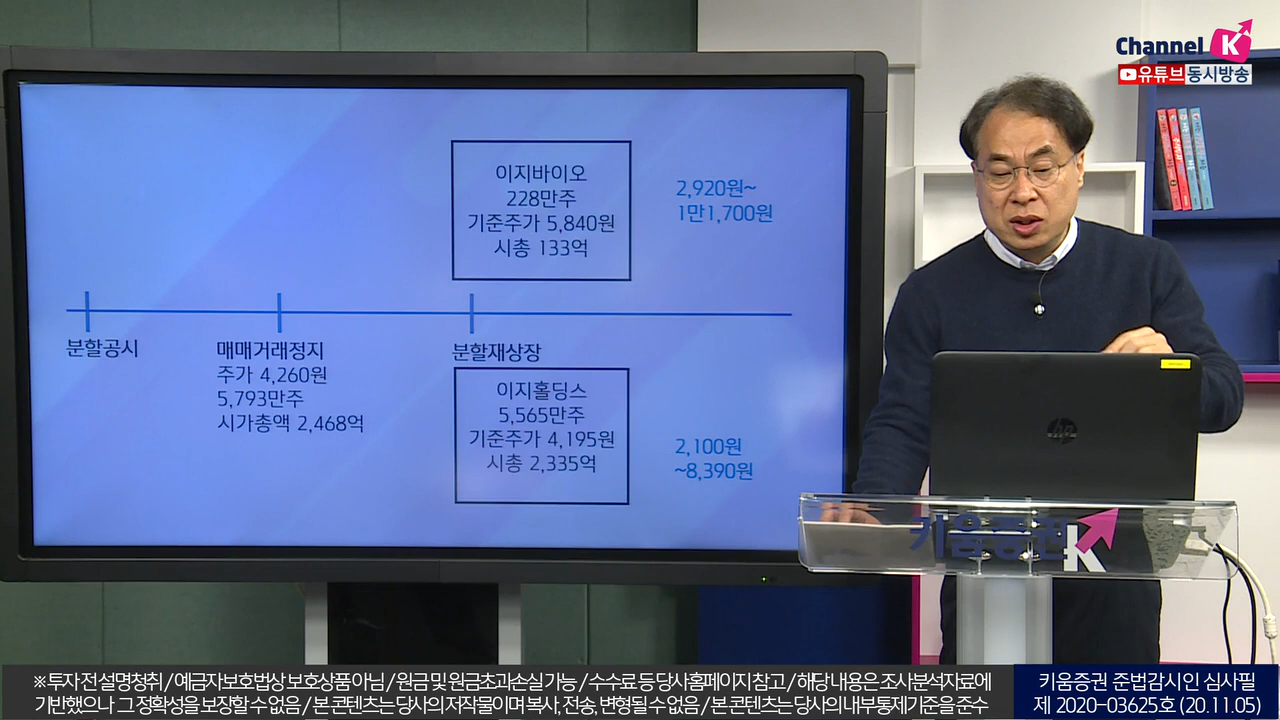 Channel K
유튜브동시방송
이지바이오
228만주
기준주가 5,840원
시총 133억
2,920원~
1만1,700원
분할공시
매매거래정지
주가 4,260원
5,793만주
시가총액 2,468억
분할재상장
이지홀딩스
5,565만주
기준주가 4,195원
시총 2,335억
2,100원
~8,390원
hp
키움증권 K
※ 투자 전 설명청취 / 예금자보호법상 보호상품 아님 / 원금 및 원금초과손실 가능 / 수수료 등 당사홈페이지 참고 / 해당 내용은 조사분석자료에
기반했으나 그 정확성을 보장할 수 없음 / 본 콘텐츠는 당사의 저작물이며 복사, 전송, 변형될 수 없음 / 본 콘텐츠는 당사의 내부통제기준을 준수
키움증권 준법감시인 심사필
제 2020-03625호 (20.11.05)